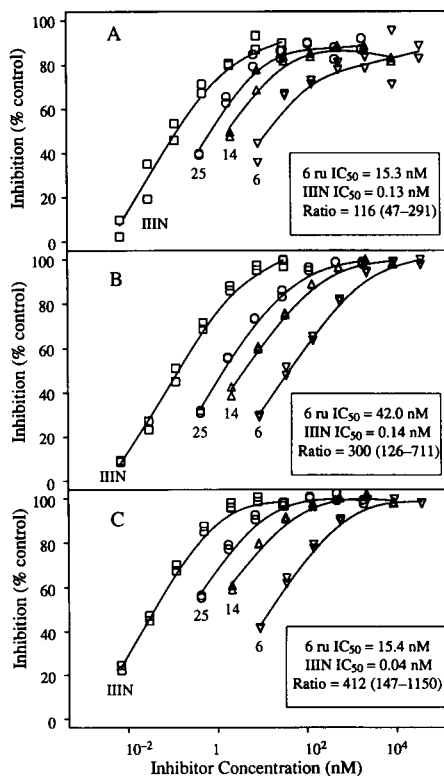 Inhibition (% control)
100
80
60
40
20
0
A
IIIN
25
14
6
6 ru IC50 = 15.3 nM
IIIN IC50 = 0.13 nM
Ratio = 116 (47–291)
Inhibition (% control)
100
80
60
40
20
0
B
IIIN
25
14
6
6 ru IC50 = 42.0 nM
IIIN IC50 = 0.14 nM
Ratio = 300 (126–711)
Inhibition (% control)
100
80
60
40
20
0
C
IIIN
25
14
6
6 ru IC50 = 15.4 nM
IIIN IC50 = 0.04 nM
Ratio = 412 (147–1150)
10⁻² 1 10² 10⁴
Inhibitor Concentration (nM)